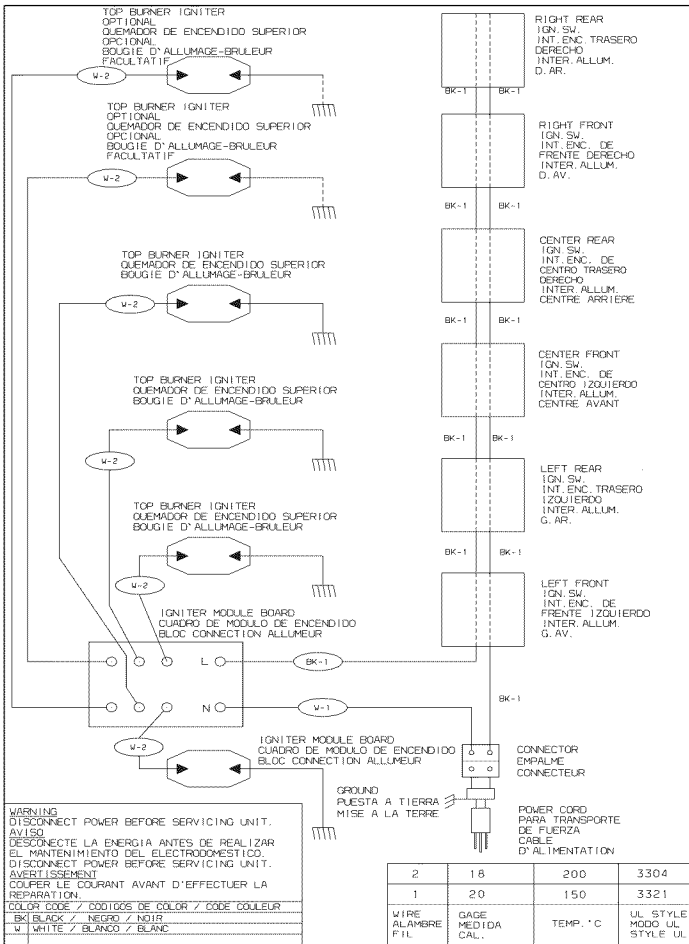 TOP BURNER IGNITER
OPTIONAL
QUEMADOR DE ENCENDIDO SUPERIOR
OPCIONAL
BOUGIE D'ALLUMAGE-BRULEUR
FACULTATIF
W-2
TOP BURNER IGNITER
OPTIONAL
QUEMADOR DE ENCENDIDO SUPERIOR
OPCIONAL
BOUGIE D'ALLUMAGE-BRULEUR
FACULTATIF
W-2
TOP BURNER IGNITER
QUEMADOR DE ENCENDIDO SUPERIOR
BOUGIE D'ALLUMAGE-BRULEUR
W-2
TOP BURNER IGNITER
QUEMADOR DE ENCENDIDO SUPERIOR
BOUGIE D'ALLUMAGE-BRULEUR
W-2
TOP BURNER IGNITER
QUEMADOR DE ENCENDIDO SUPERIOR
BOUGIE D'ALLUMAGE-BRULEUR
W-2
IGNITER MODULE BOARD
CUADRO DE MODULO DE ENCENDIDO
BLOC CONNECTION ALLUMEUR
L
N
BK-1
W-1
W-2
IGNITER MODULE BOARD
CUADRO DE MODULO DE ENCENDIDO
BLOC CONNECTION ALLUMEUR
RIGHT REAR
IGN. SW.
INT. ENC. TRASERO
DERECHO
INTER. ALLUM.
D. AR.
BK-1 BK-1
RIGHT FRONT
IGN. SW.
INT. ENC. DE
FRENTE DERECHO
INTER. ALLUM.
D. AV.
BK-1 BK-1
CENTER REAR
IGN. SW.
INT. ENC. DE
CENTRO TRASERO
DERECHO
INTER. ALLUM.
CENTRE ARRIERE
BK-1 BK-1
CENTER FRONT
IGN. SW.
INT. ENC. DE
CENTRO IZQUIERDO
INTER. ALLUM.
CENTRE AVANT
BK-1 BK-1
LEFT REAR
IGN. SW.
INT. ENC. TRASERO
IZQUIERDO
INTER. ALLUM.
G. AR.
BK-1 BK-1
LEFT FRONT
IGN. SW.
INT. ENC. DE
FRENTE IZQUIERDO
INTER. ALLUM.
G. AV.
BK-1
CONNECTOR
EMPALME
CONNECTEUR
GROUND
PUESTA A TIERRA
MISE A LA TERRE
POWER CORD
PARA TRANSPORTE
DE FUERZA
CABLE
D'ALIMENTATION
WARNING
DISCONNECT POWER BEFORE SERVICING UNIT.
AVISO
DESCONECTE LA ENERGIA ANTES DE REALIZAR
EL MANTENIMIENTO DEL ELECTRODOMESTICO.
DISCONNECT POWER BEFORE SERVICING UNIT.
AVERTISSEMENT
COUPER LE COURANT AVANT D'EFFECTUER LA
REPARATION.
COLOR CODE / CODIGOS DE COLOR / CODE COULEUR
BK BLACK / NEGRO / NOIR
W WHITE / BLANCO / BLANC
2 18 200 3304
1 20 150 3321
WIRE GAGE TEMP. °C UL STYLE
ALAMBRE MEDIDA MODO UL
FIL CAL. STYLE UL